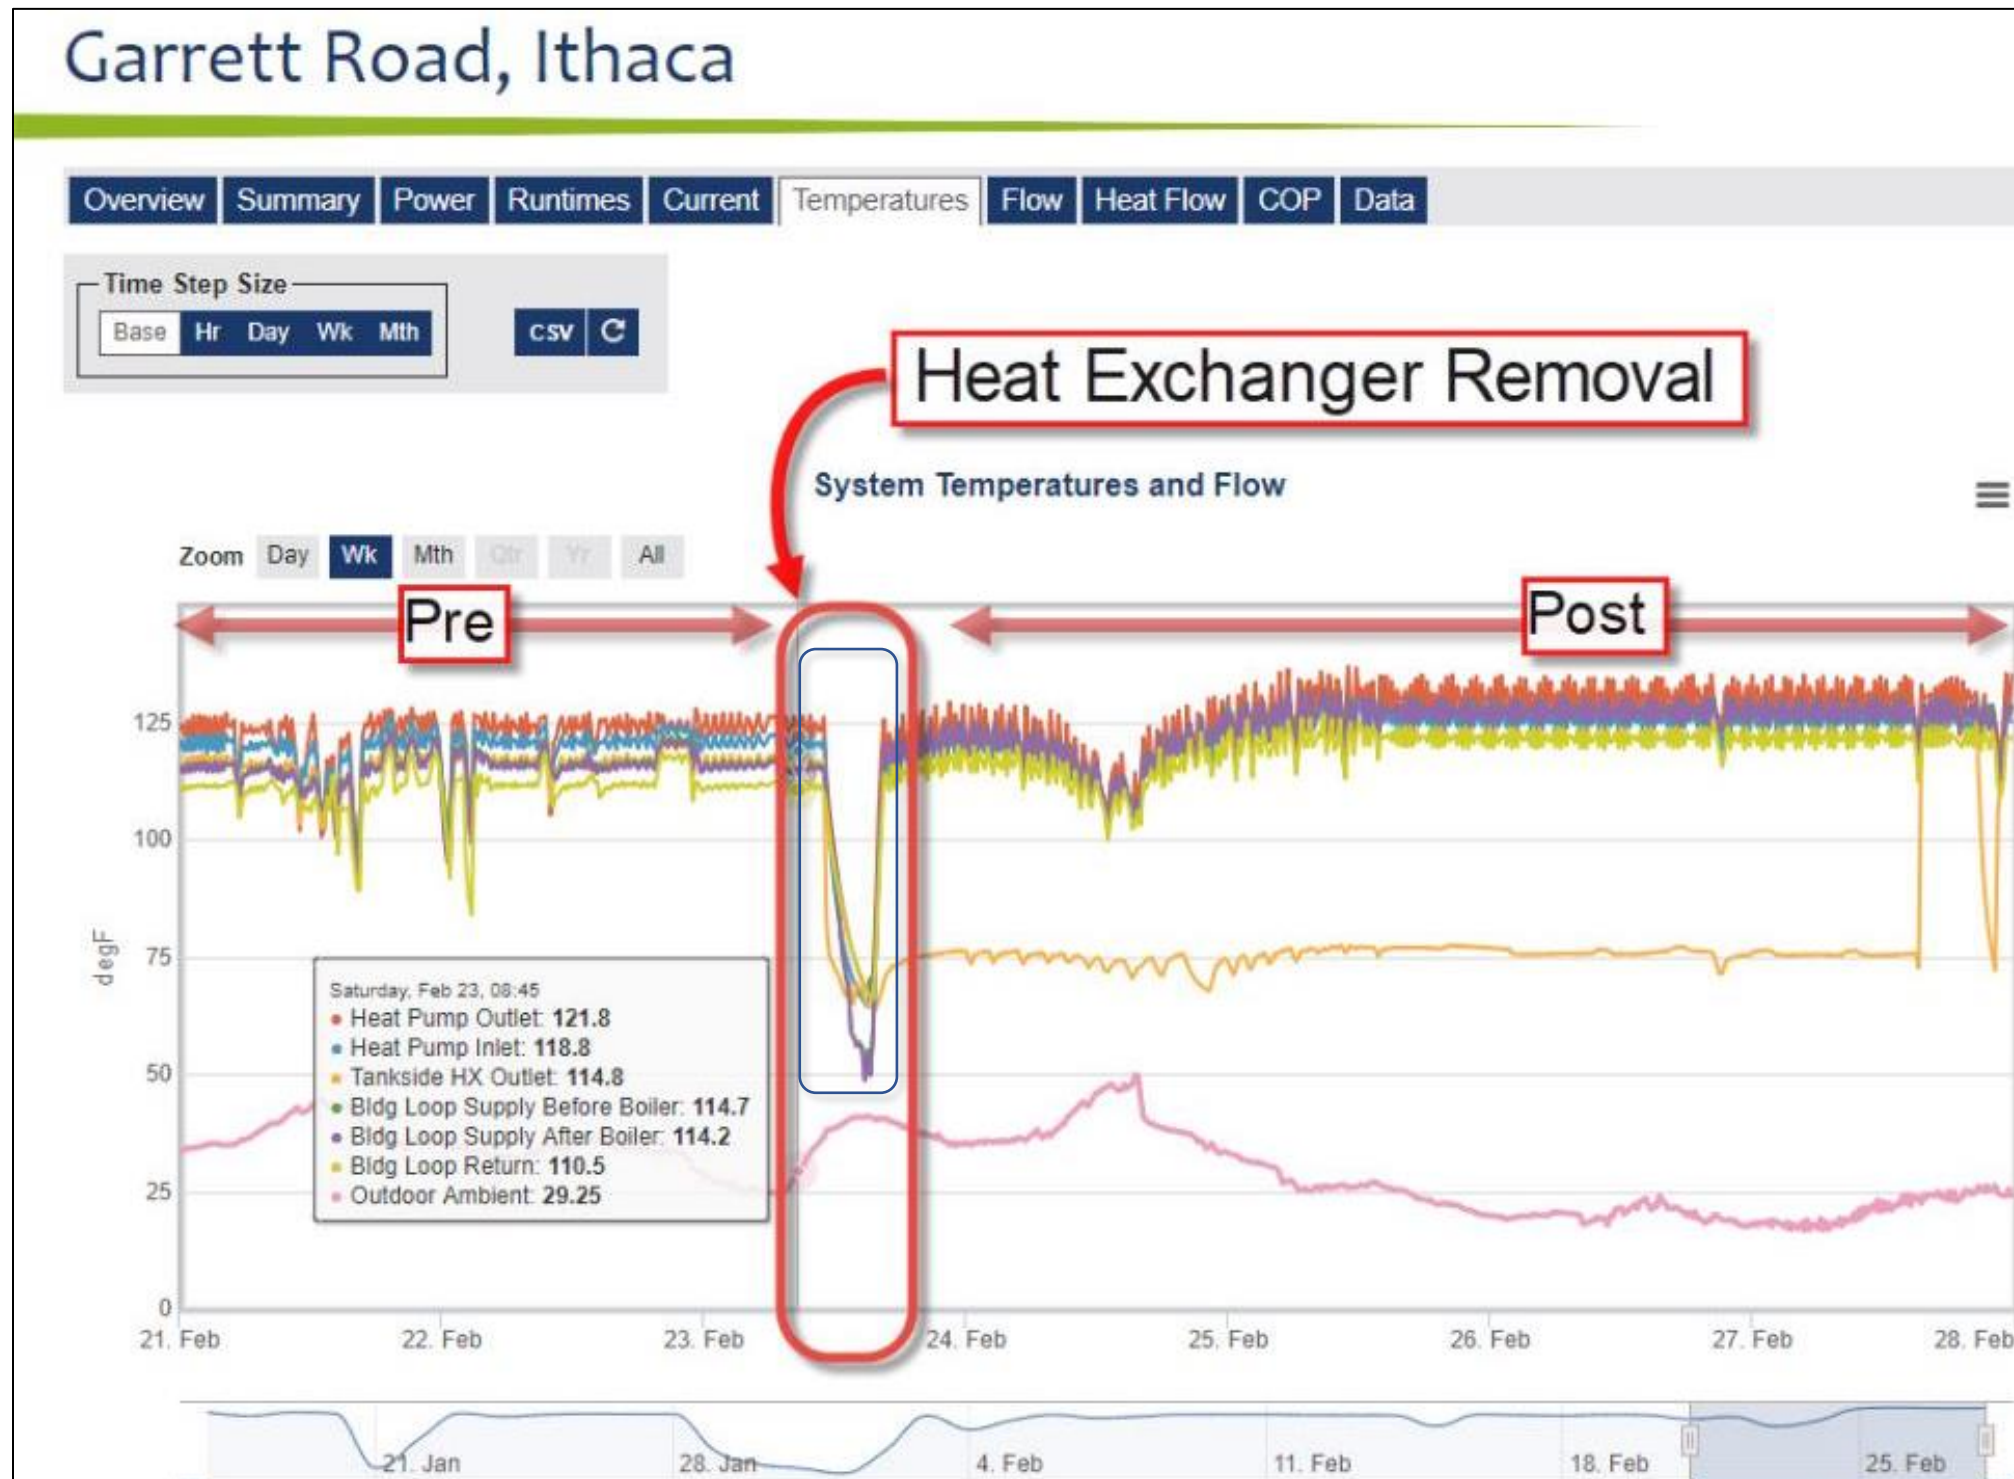 Garrett Road, Ithaca
Overview Summary Power Runtimes Current Temperatures Flow Heat Flow COP Data
Time Step Size
Base Hr Day Wk Mth
CSV
Heat Exchanger Removal
System Temperatures and Flow
Zoom Day Wk Mth Qtr Yr All
Pre
Post
125
100
75
50
25
0
degF
Saturday, Feb 23, 08:45
Heat Pump Outlet: 121.8
Heat Pump Inlet: 118.8
Tankside HX Outlet: 114.8
Bldg Loop Supply Before Boiler: 114.7
Bldg Loop Supply After Boiler: 114.2
Bldg Loop Return: 110.5
Outdoor Ambient: 29.25
21. Feb 22. Feb 23. Feb 24. Feb 25. Feb 26. Feb 27. Feb 28. Feb
21. Jan 28. Jan 4. Feb 11. Feb 18. Feb 25. Feb